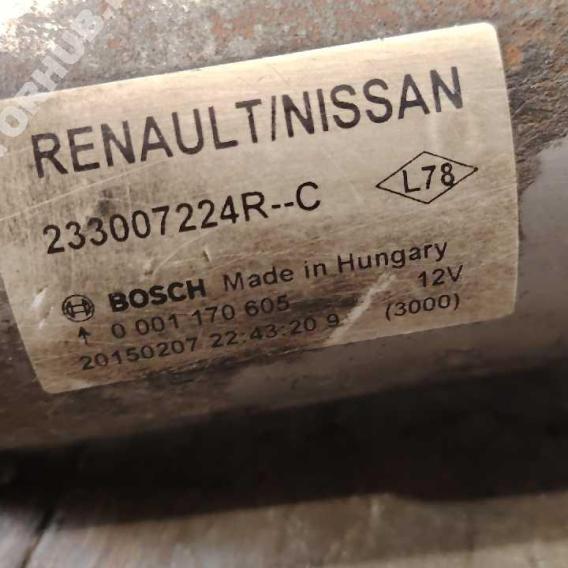 RENAULT/NISSAN
233007224R--C
L78
BOSCH Made in Hungary
0 001 170 605 12V
20150207 22:43:20 9 (3000)